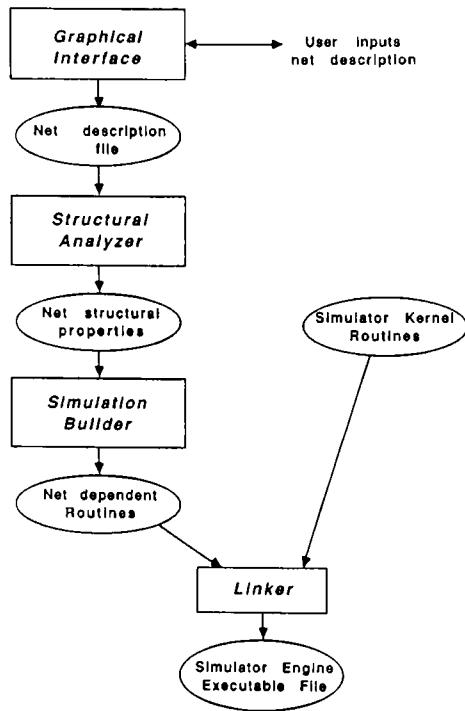 Graphical
Interface
User inputs
net description
Net description
file
Structural
Analyzer
Net structural
properties
Simulator Kernel
Routines
Simulation
Builder
Net dependent
Routines
Linker
Simulator Engine
Executable File